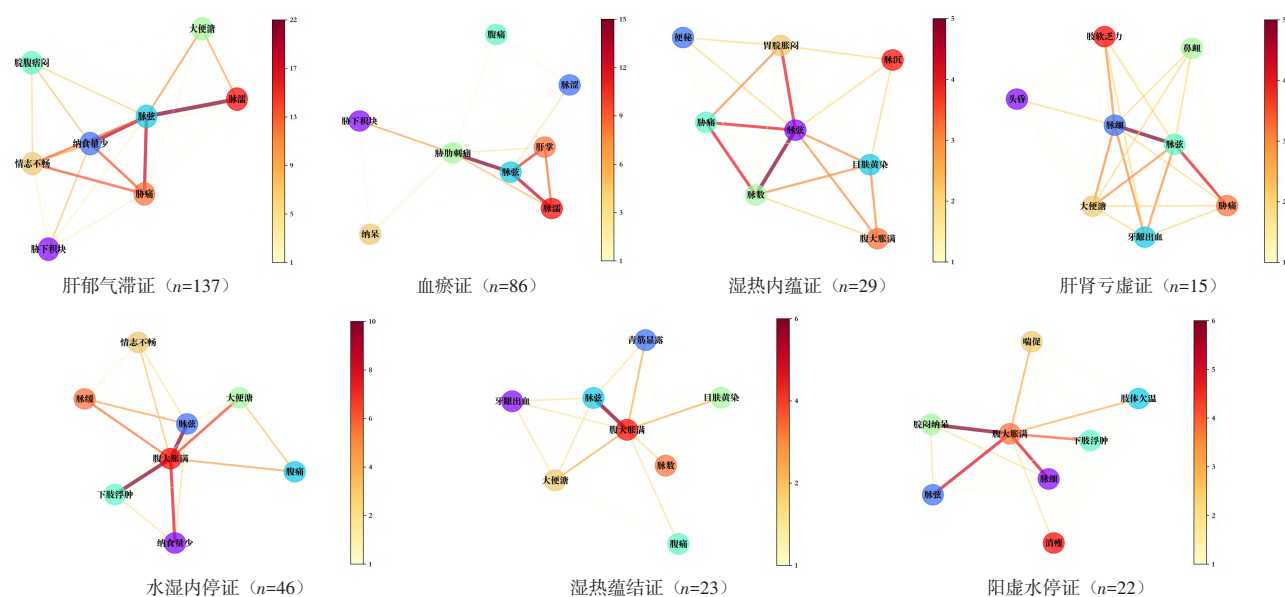 大便溏
脘腹痞闷
脉濡
脉弦
纳食量少
情志不畅
胁痛
胁下积块
22
17
13
9
5
1
肝郁气滞证（n=137）
腹痛
脉涩
胁下积块
胁肋刺痛
肝掌
脉弦
脉濡
纳呆
15
12
9
6
3
1
血瘀证（n=86）
便秘
胃脘胀闷
脉沉
胁痛
脉弦
目肤黄染
脉数
腹大胀满
5
4
3
2
1
湿热内蕴证（n=29）
肢软乏力
鼻衄
头昏
脉细
脉弦
大便溏
胁痛
牙龈出血
5
4
3
2
1
肝肾亏虚证（n=15）
情志不畅
脉缓
大便溏
脉弦
腹大胀满
腹痛
下肢浮肿
纳食量少
10
8
6
4
2
1
水湿内停证（n=46）
青筋显露
牙龈出血
脉弦
目肤黄染
腹大胀满
脉数
大便溏
腹痛
6
4
2
1
湿热蕴结证（n=23）
喘促
肢体欠温
脘闷纳呆
腹大胀满
下肢浮肿
脉细
脉弦
消瘦
6
5
4
3
2
1
阳虚水停证（n=22）